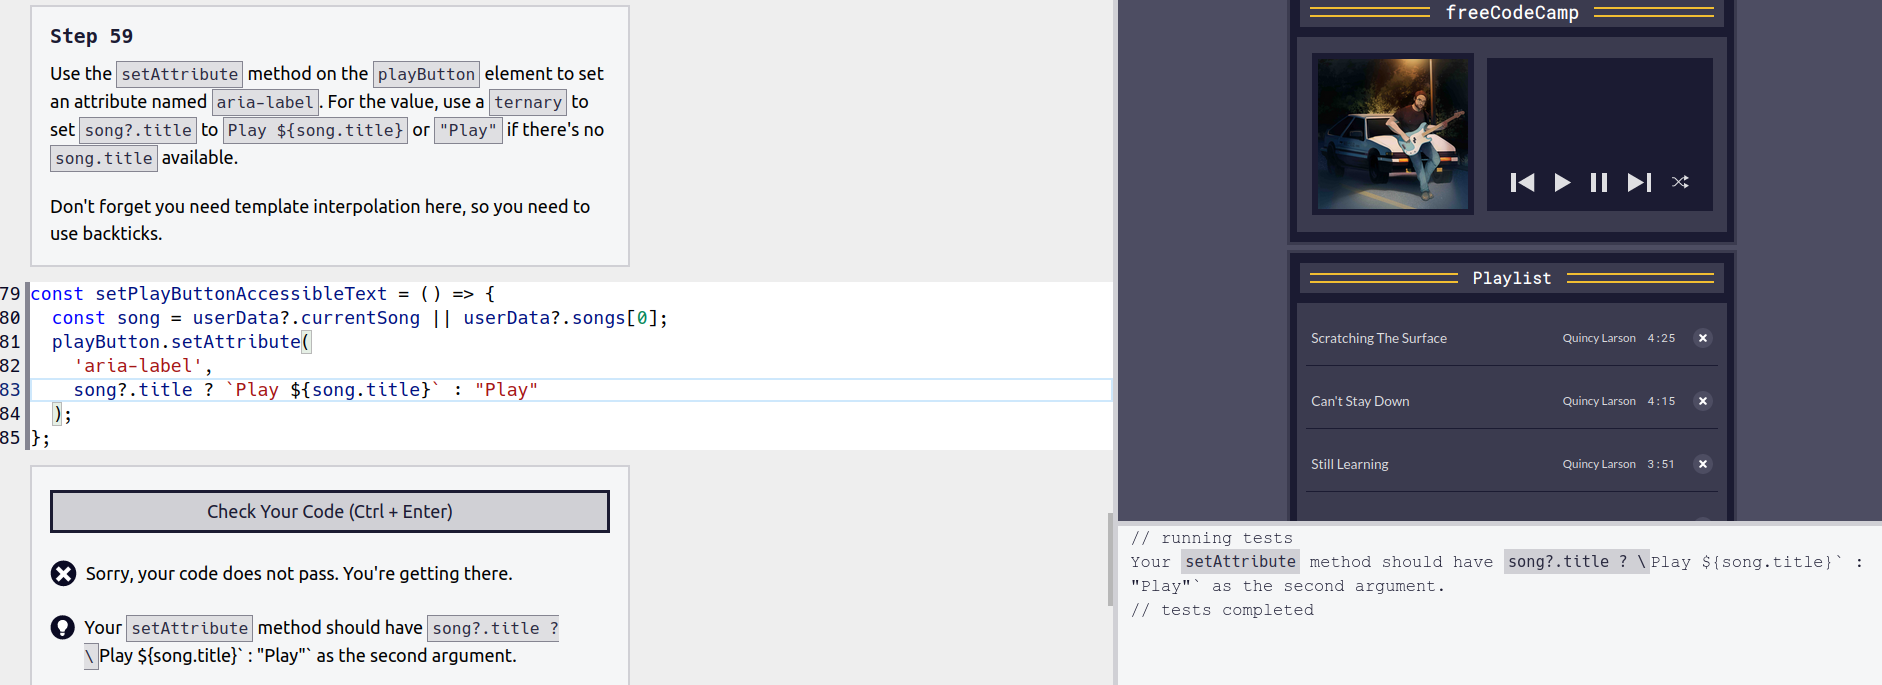 Step 59
Use the setAttribute method on the playButton element to set
an attribute named aria-label. For the value, use a ternary to
set song?.title to Play ${song.title} or "Play" if there's no
song.title available.
Don't forget you need template interpolation here, so you need to
use backticks.
79 const setPlayButtonAccessibleText = () => {
80 const song = userData?.currentSong || userData?.songs[0];
81 playButton.setAttribute(
82 'aria-label',
83 song?.title ? `Play ${song.title}` : "Play"
84 );
85 };
Check Your Code (Ctrl + Enter)
Sorry, your code does not pass. You're getting there.
Your setAttribute method should have song?.title ?
\Play ${song.title}` : "Play"` as the second argument.
freeCodeCamp
Playlist
Scratching The Surface Quincy Larson 4:25
Can't Stay Down Quincy Larson 4:15
Still Learning Quincy Larson 3:51
// running tests
Your setAttribute method should have song?.title ? \Play ${song.title}` :
"Play"` as the second argument.
// tests completed